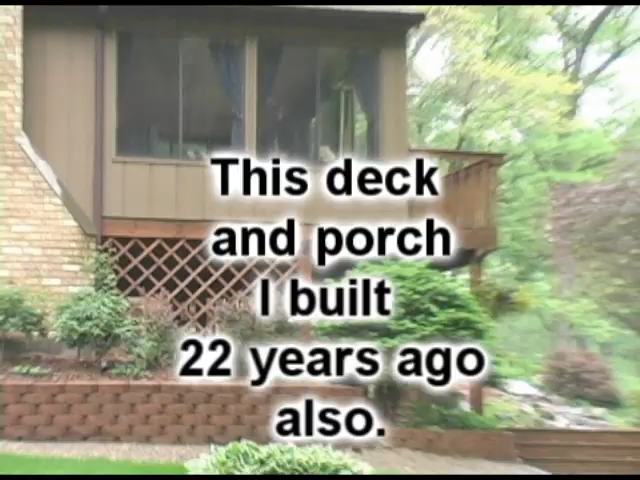 This deck
and porch
I built
22 years ago
also.